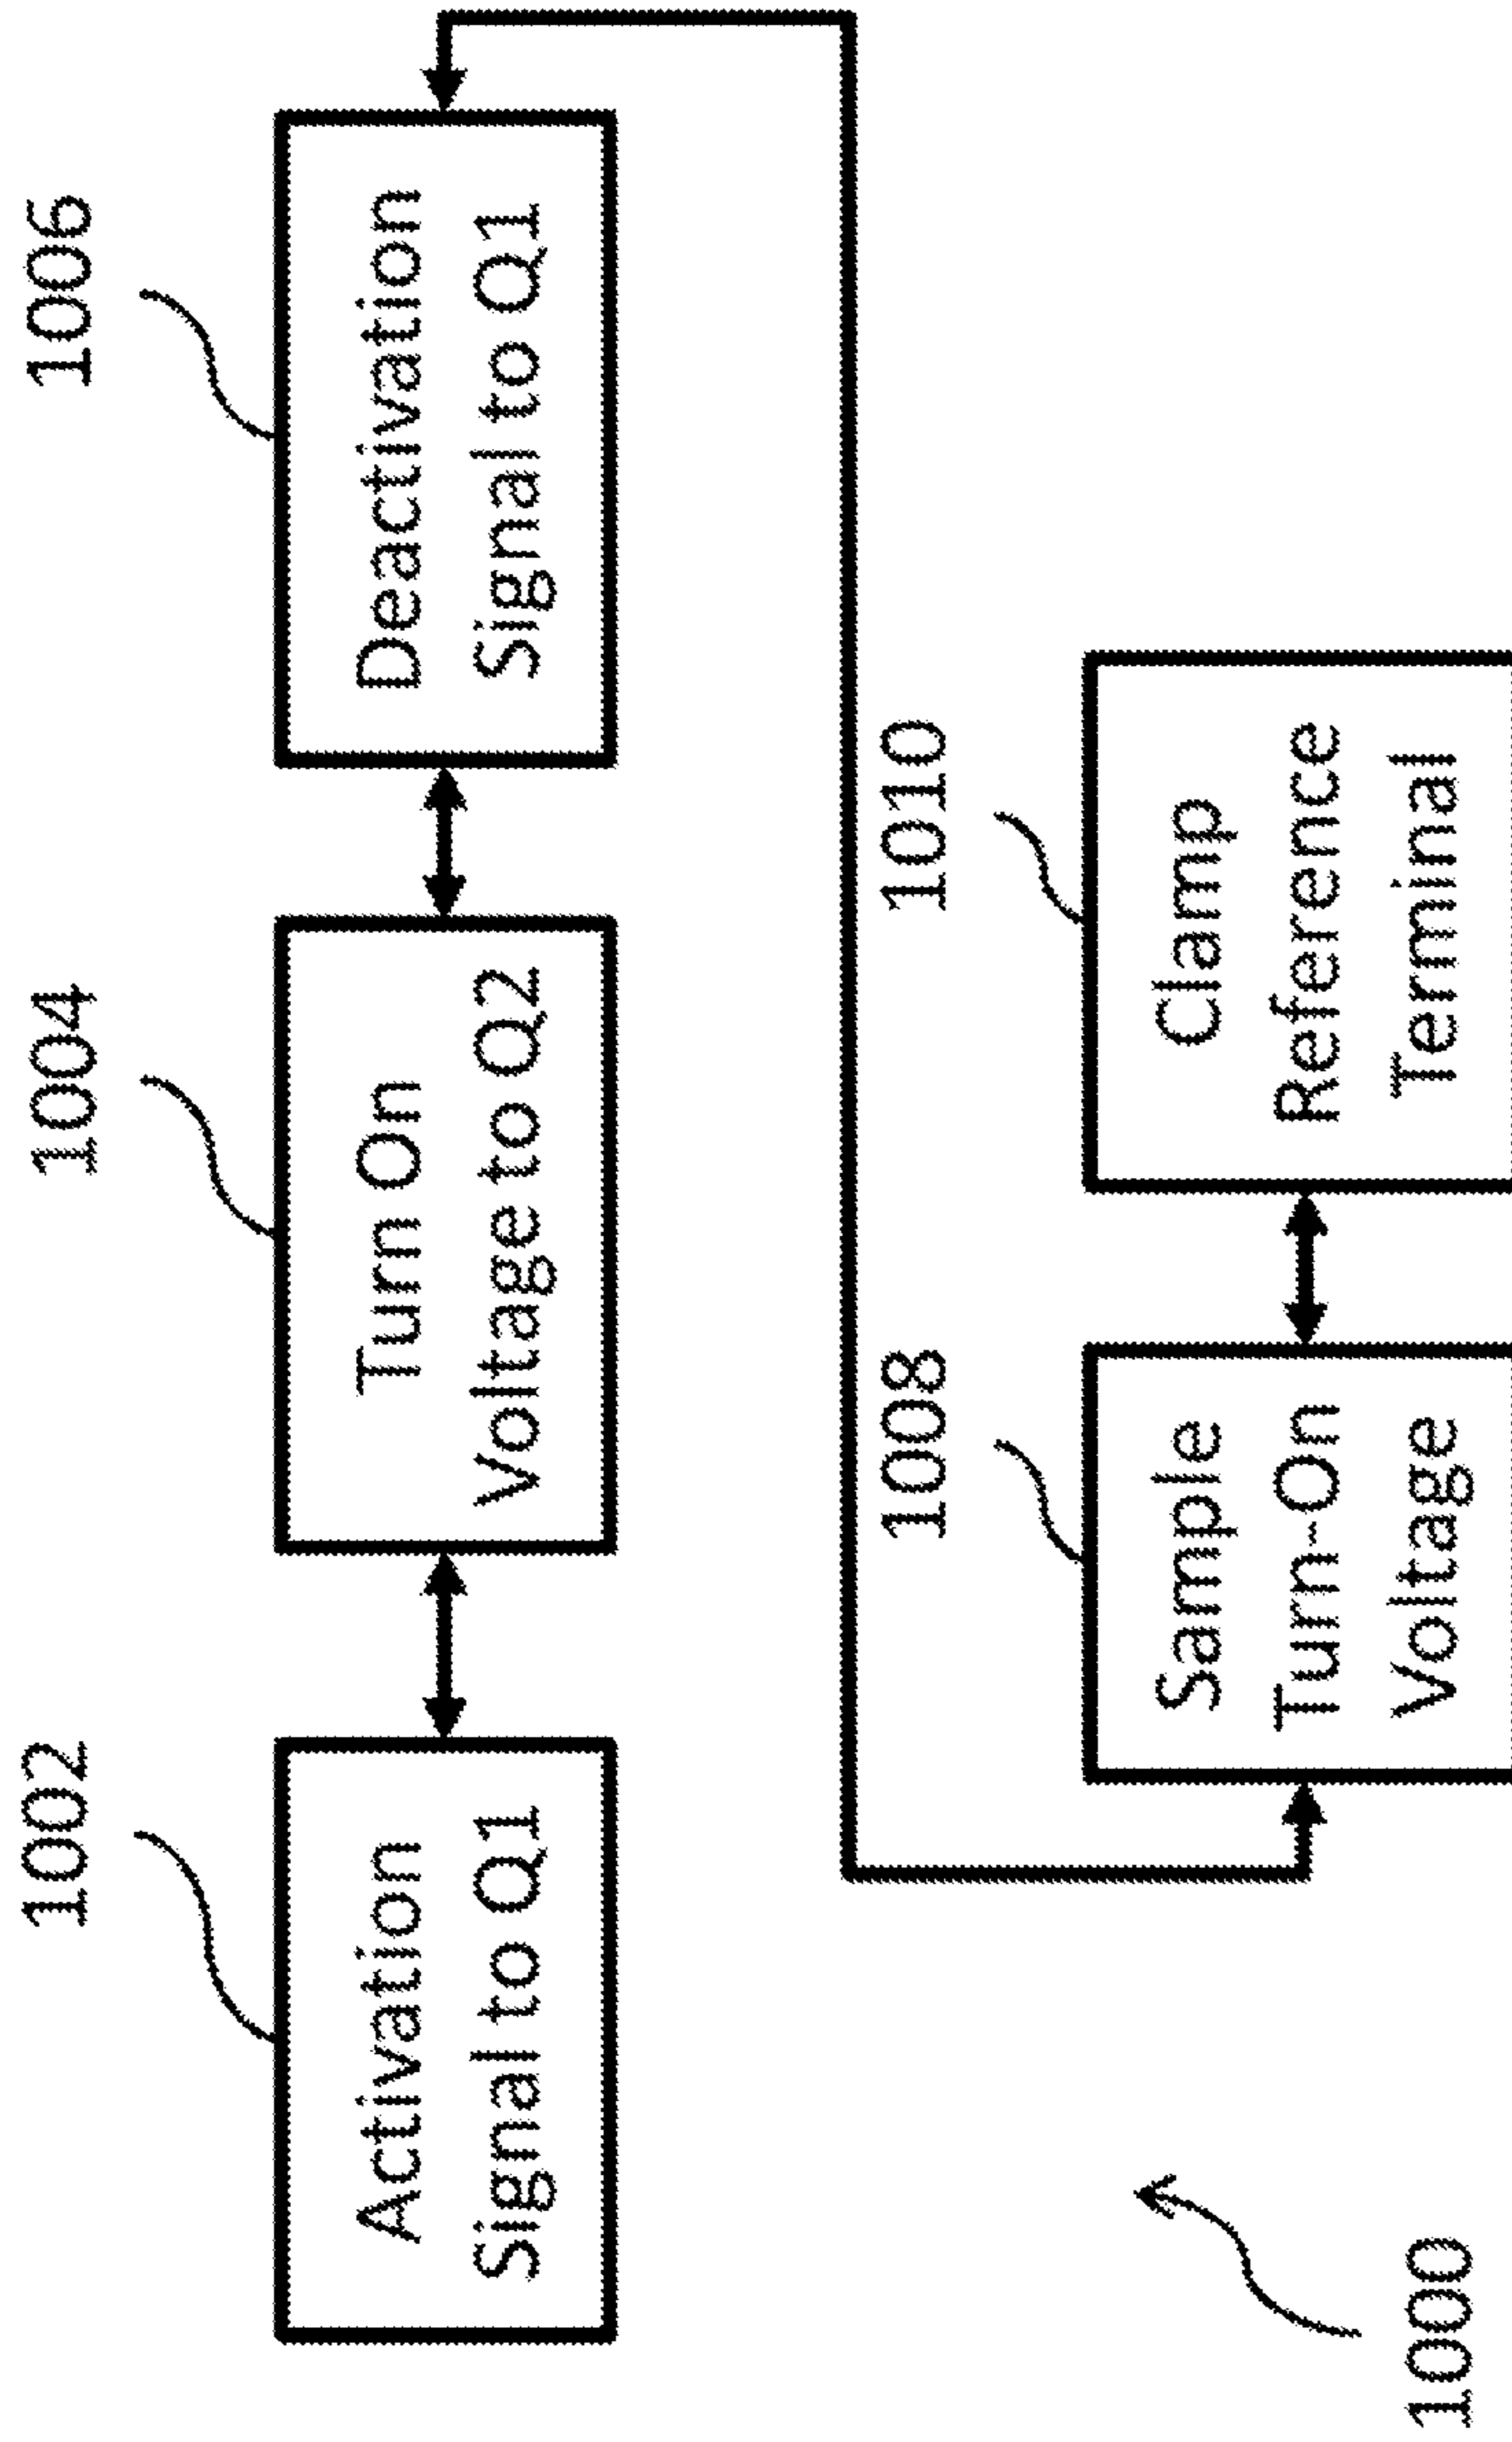 1002
Activation
Signal to Q1
1004
Turn On
Voltage to Q2
1006
Deactivation
Signal to Q1
1008
Sample
Turn-On
Voltage
1010
Clamp
Reference
Terminal
1000